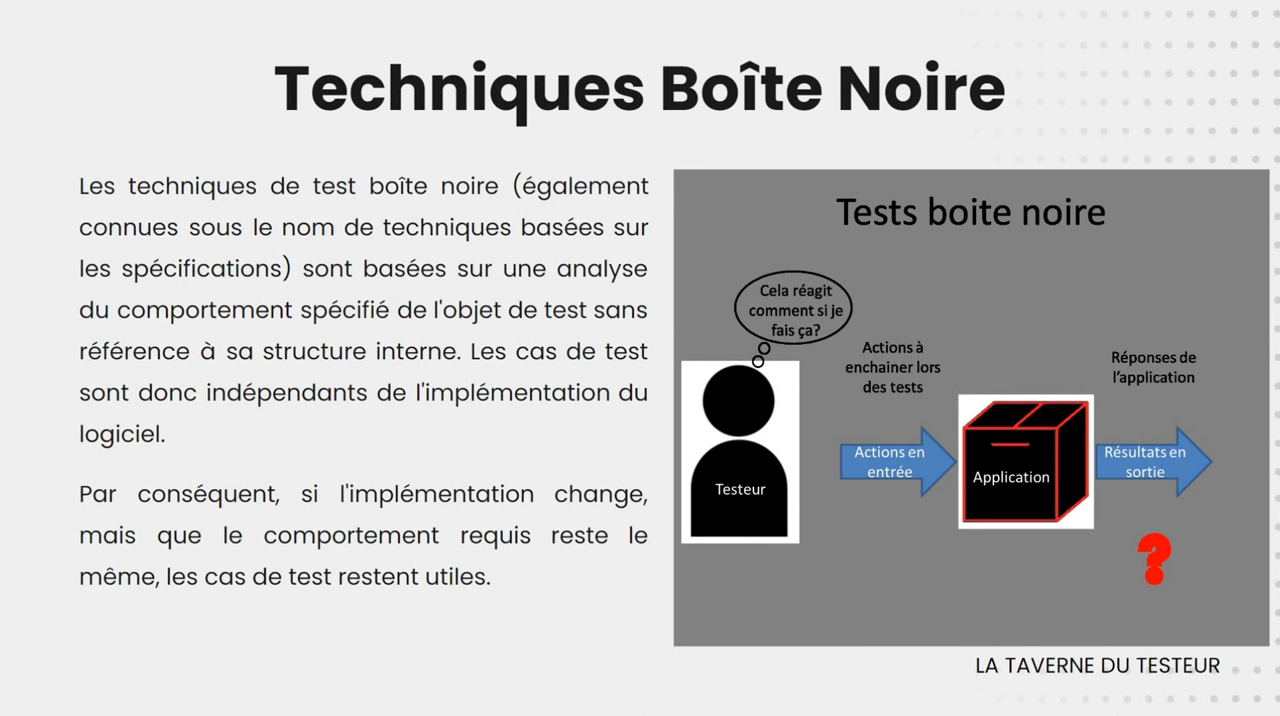 Techniques Boîte Noire
Les techniques de test boîte noire (également
connues sous le nom de techniques basées sur
les spécifications) sont basées sur une analyse
du comportement spécifié de l'objet de test sans
référence à sa structure interne. Les cas de test
sont donc indépendants de l'implémentation du
logiciel.
Par conséquent, si l'implémentation change,
mais que le comportement requis reste le
même, les cas de test restent utiles.
Tests boite noire
Cela réagit
comment si je
fais ça?
Actions à
enchainer lors
des tests
Réponses de
l’application
Testeur
Actions en
entrée
Application
Résultats en
sortie
?
LA TAVERNE DU TESTEUR